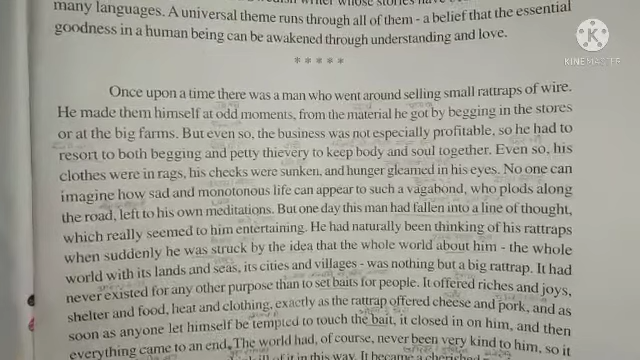 writer whose stories have
many languages. A universal theme runs through all of them - a belief that the essential
goodness in a human being can be awakened through understanding and love.
*****
Once upon a time there was a man who went around selling small rattraps of wire.
He made them himself at odd moments, from the material he got by begging in the stores
or at the big farms. But even so, the business was not especially profitable, so he had to
resort to both begging and petty thievery to keep body and soul together. Even so, his
clothes were in rags, his cheeks were sunken, and hunger gleamed in his eyes. No one can
imagine how sad and monotonous life can appear to such a vagabond, who plods along
the road, left to his own meditations. But one day this man had fallen into a line of thought,
which really seemed to him entertaining. He had naturally been thinking of his rattraps
when suddenly he was struck by the idea that the whole world about him - the whole
world with its lands and seas, its cities and villages - was nothing but a big rattrap. It had
never existed for any other purpose than to set baits for people. It offered riches and joys,
shelter and food, heat and clothing, exactly as the rattrap offered cheese and pork, and as
soon as anyone let himself be tempted to touch the bait, it closed in on him, and then
everything came to an end. The world had, of course, never been very kind to him, so it
of it in this way. It became a cherished
KINEMASTER